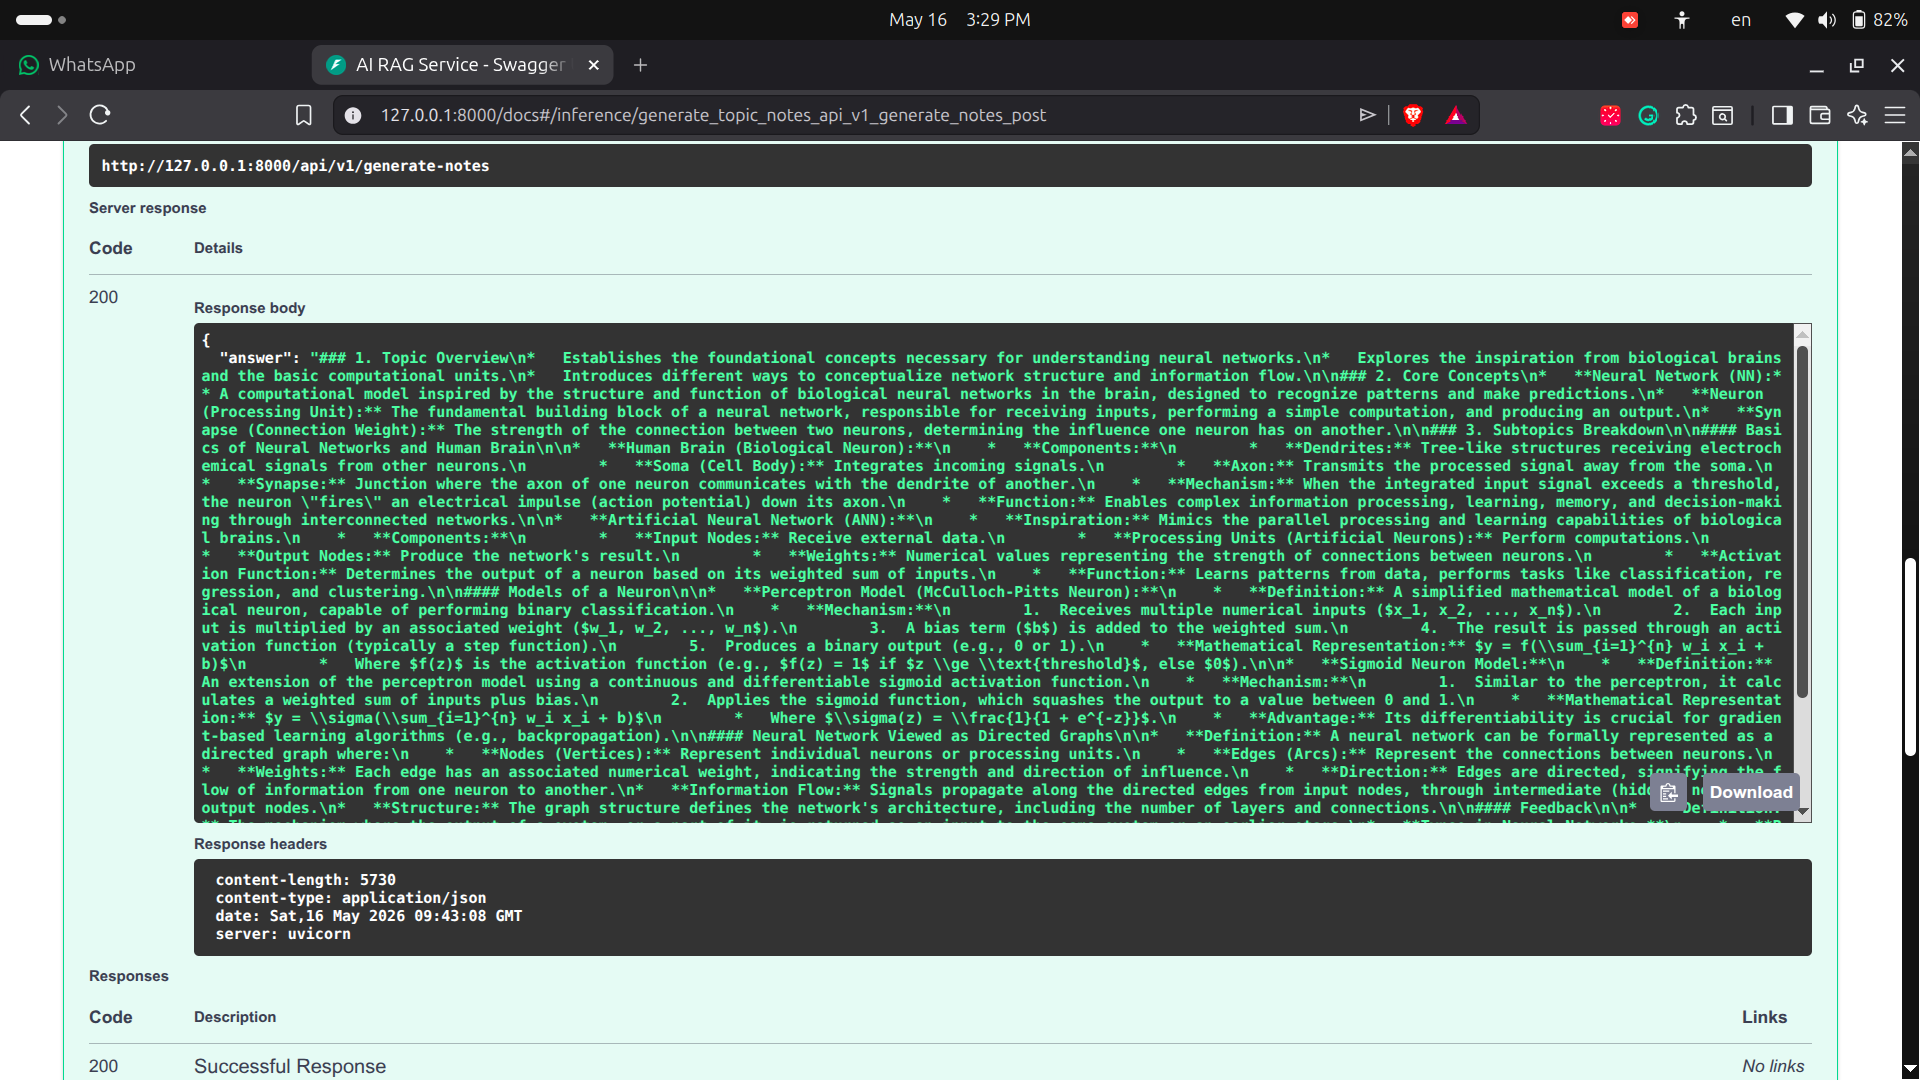 May 16 3:29 PM
en
82%
WhatsApp
AI RAG Service - Swagger
127.0.0.1:8000/docs#/inference/generate_topic_notes_api_v1_generate_notes_post
http://127.0.0.1:8000/api/v1/generate-notes
Server response
Code Details
200
Response body
{
"answer": "### 1. Topic Overview\n*   Establishes the foundational concepts necessary for understanding neural networks.\n*   Explores the inspiration from biological brains
and the basic computational units.\n*   Introduces different ways to conceptualize network structure and information flow.\n\n### 2. Core Concepts\n*   **Neural Network (NN):*
* A computational model inspired by the structure and function of biological neural networks in the brain, designed to recognize patterns and make predictions.\n*   **Neuron
(Processing Unit):** The fundamental building block of a neural network, responsible for receiving inputs, performing a simple computation, and producing an output.\n*   **Syn
apse (Connection Weight):** The strength of the connection between two neurons, determining the influence one neuron has on another.\n\n### 3. Subtopics Breakdown\n\n#### Basi
cs of Neural Networks and Human Brain\n\n*   **Human Brain (Biological Neuron):**\n    *   **Components:**\n        *   **Dendrites:** Tree-like structures receiving electroch
emical signals from other neurons.\n        *   **Soma (Cell Body):** Integrates incoming signals.\n        *   **Axon:** Transmits the processed signal away from the soma.\n
*   **Synapse:** Junction where the axon of one neuron communicates with the dendrite of another.\n    *   **Mechanism:** When the integrated input signal exceeds a threshold,
the neuron \"fires\" an electrical impulse (action potential) down its axon.\n    *   **Function:** Enables complex information processing, learning, memory, and decision-maki
ng through interconnected networks.\n\n*   **Artificial Neural Network (ANN):**\n    *   **Inspiration:** Mimics the parallel processing and learning capabilities of biologica
l brains.\n    *   **Components:**\n        *   **Input Nodes:** Receive external data.\n        *   **Processing Units (Artificial Neurons):** Perform computations.\n
*   **Output Nodes:** Produce the network's result.\n        *   **Weights:** Numerical values representing the strength of connections between neurons.\n        *   **Activat
ion Function:** Determines the output of a neuron based on its weighted sum of inputs.\n    *   **Function:** Learns patterns from data, performs tasks like classification, re
gression, and clustering.\n\n#### Models of a Neuron\n\n*   **Perceptron Model (McCulloch-Pitts Neuron):**\n    *   **Definition:** A simplified mathematical model of a biolog
ical neuron, capable of performing binary classification.\n    *   **Mechanism:**\n        1.  Receives multiple numerical inputs ($x_1, x_2, ..., x_n$).\n        2.  Each inp
ut is multiplied by an associated weight ($w_1, w_2, ..., w_n$).\n        3.  A bias term ($b$) is added to the weighted sum.\n        4.  The result is passed through an acti
vation function (typically a step function).\n        5.  Produces a binary output (e.g., 0 or 1).\n    *   **Mathematical Representation:** $y = f(\\sum_{i=1}^{n} w_i x_i +
b)$\n        *   Where $f(z)$ is the activation function (e.g., $f(z) = 1$ if $z \\ge \\text{threshold}$, else $0$).\n\n*   **Sigmoid Neuron Model:**\n    *   **Definition:**
An extension of the perceptron model using a continuous and differentiable sigmoid activation function.\n    *   **Mechanism:**\n        1.  Similar to the perceptron, it calc
ulates a weighted sum of inputs plus bias.\n        2.  Applies the sigmoid function, which squashes the output to a value between 0 and 1.\n    *   **Mathematical Representat
ion:** $y = \\sigma(\\sum_{i=1}^{n} w_i x_i + b)$\n        *   Where $\\sigma(z) = \\frac{1}{1 + e^{-z}}$.\n    *   **Advantage:** Its differentiability is crucial for gradien
t-based learning algorithms (e.g., backpropagation).\n\n#### Neural Network Viewed as Directed Graphs\n\n*   **Definition:** A neural network can be formally represented as a
directed graph where:\n    *   **Nodes (Vertices):** Represent individual neurons or processing units.\n    *   **Edges (Arcs):** Represent the connections between neurons.\n
*   **Weights:** Each edge has an associated numerical weight, indicating the strength and direction of influence.\n    *   **Direction:** Edges are directed, signifying the f
low of information from one neuron to another.\n*   **Information Flow:** Signals propagate along the directed edges from input nodes, through intermediate (hid
output nodes.\n*   **Structure:** The graph structure defines the network's architecture, including the number of layers and connections.\n\n#### Feedback\n\n*
Download
Response headers
content-length: 5730
content-type: application/json
date: Sat,16 May 2026 09:43:08 GMT
server: uvicorn
Responses
Code Description Links
200 Successful Response No links